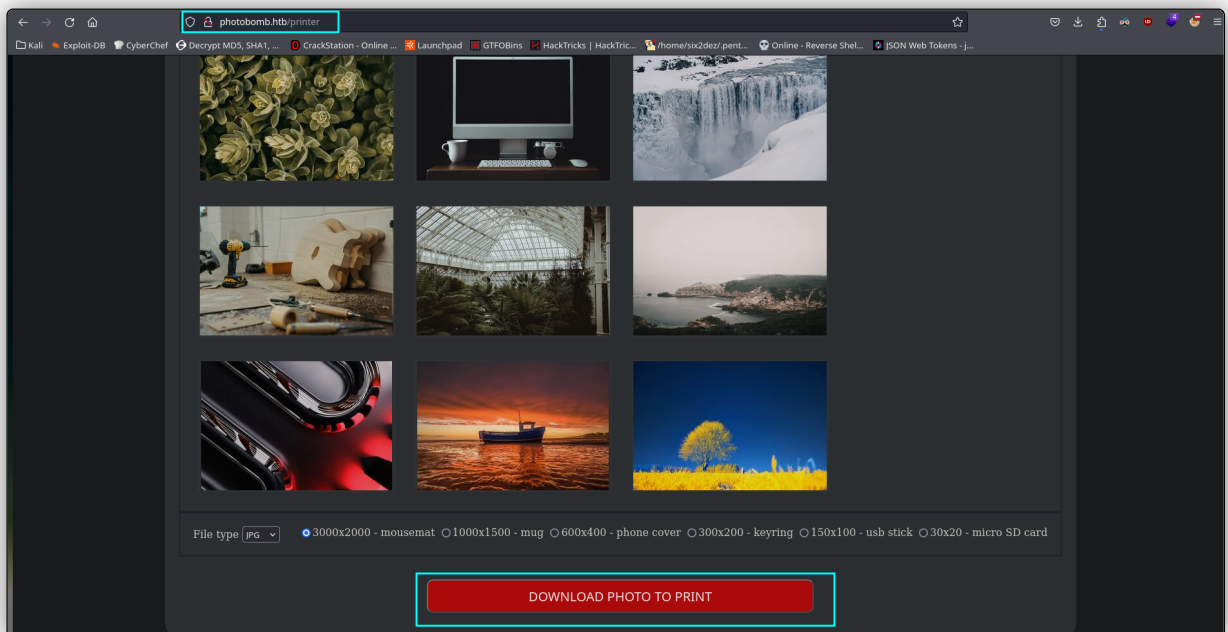 photobomb.htb/printer
Kali Exploit-DB CyberChef Decrypt MD5, SHA1, ... CrackStation - Online ... Launchpad GTFOBins HackTricks | HackTric... /home/six2dez/.pent... Online - Reverse Shel... JSON Web Tokens - j...
File type JPG 3000x2000 - mousemat 1000x1500 - mug 600x400 - phone cover 300x200 - keyring 150x100 - usb stick 30x20 - micro SD card
DOWNLOAD PHOTO TO PRINT